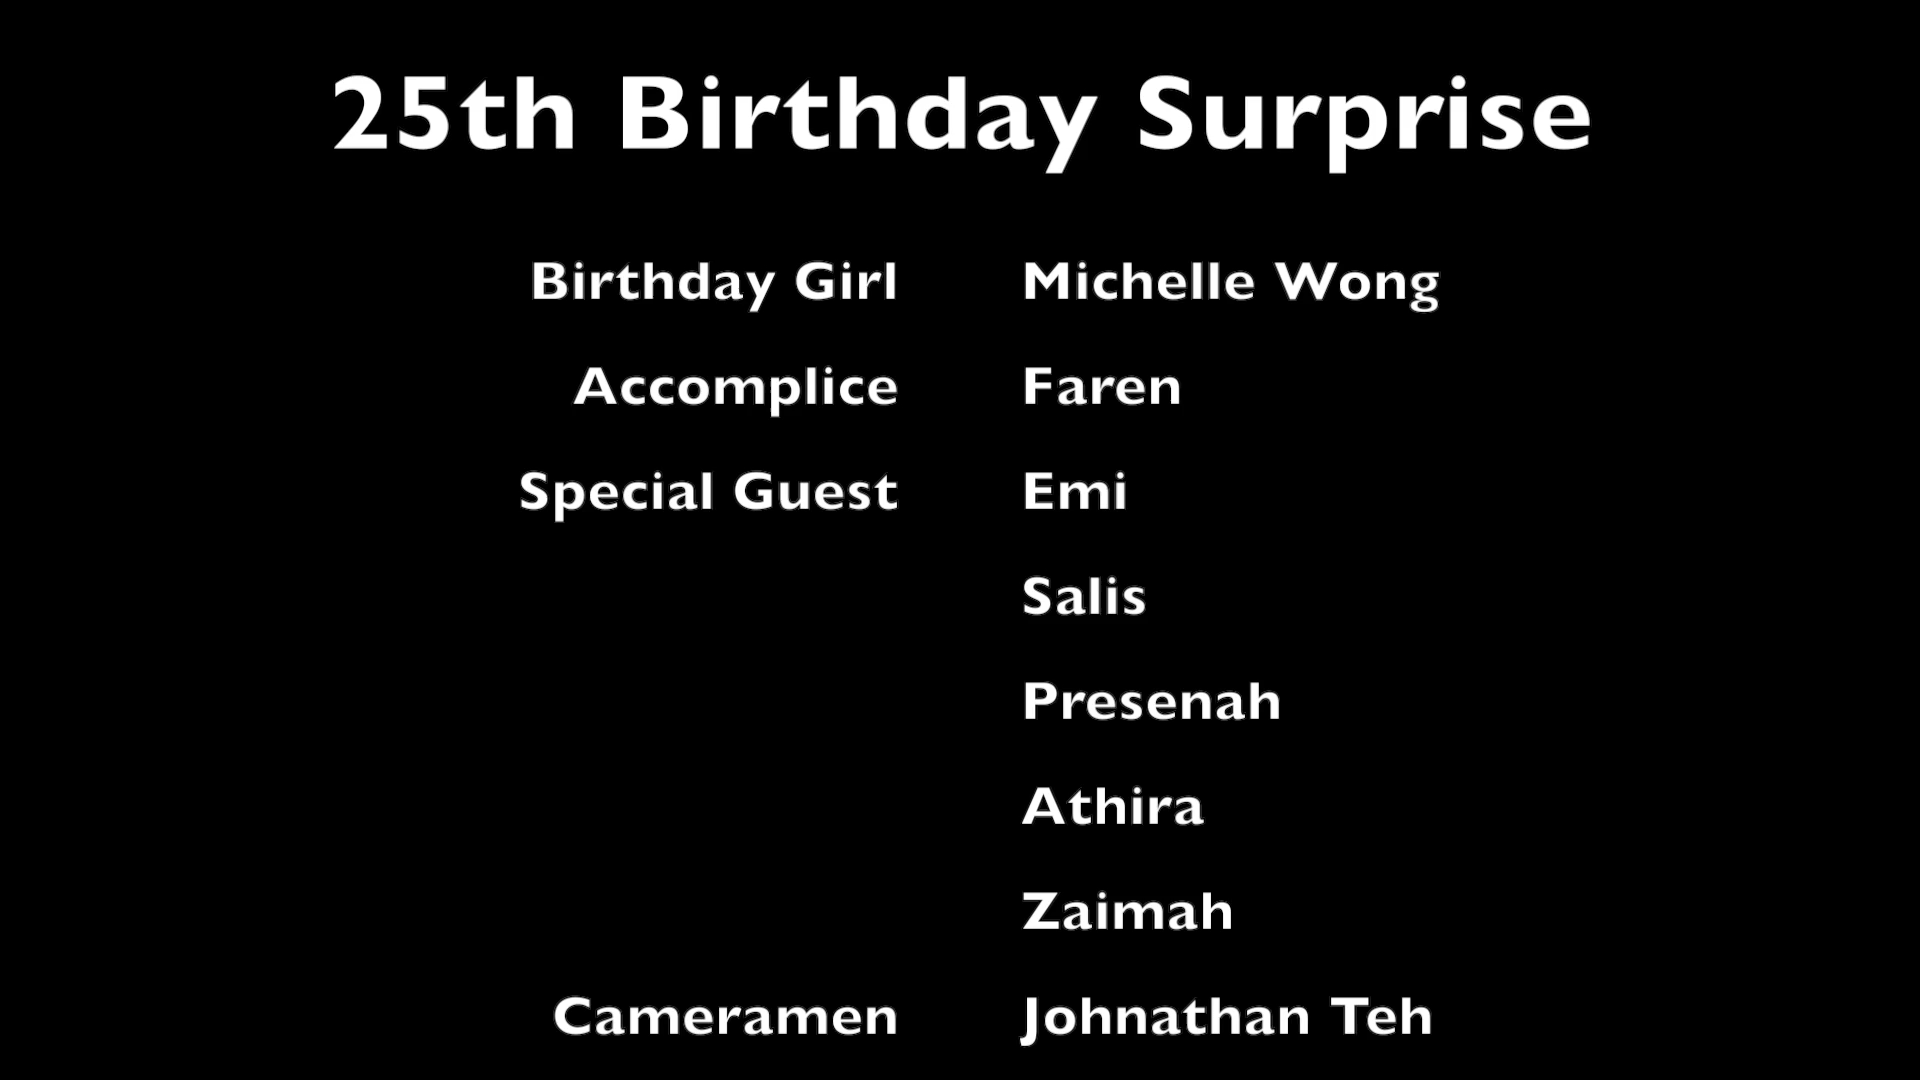 25th Birthday Surprise
Birthday Girl Michelle Wong
Accomplice Faren
Special Guest Emi
Salis
Presenah
Athira
Zaimah
Cameramen Johnathan Teh